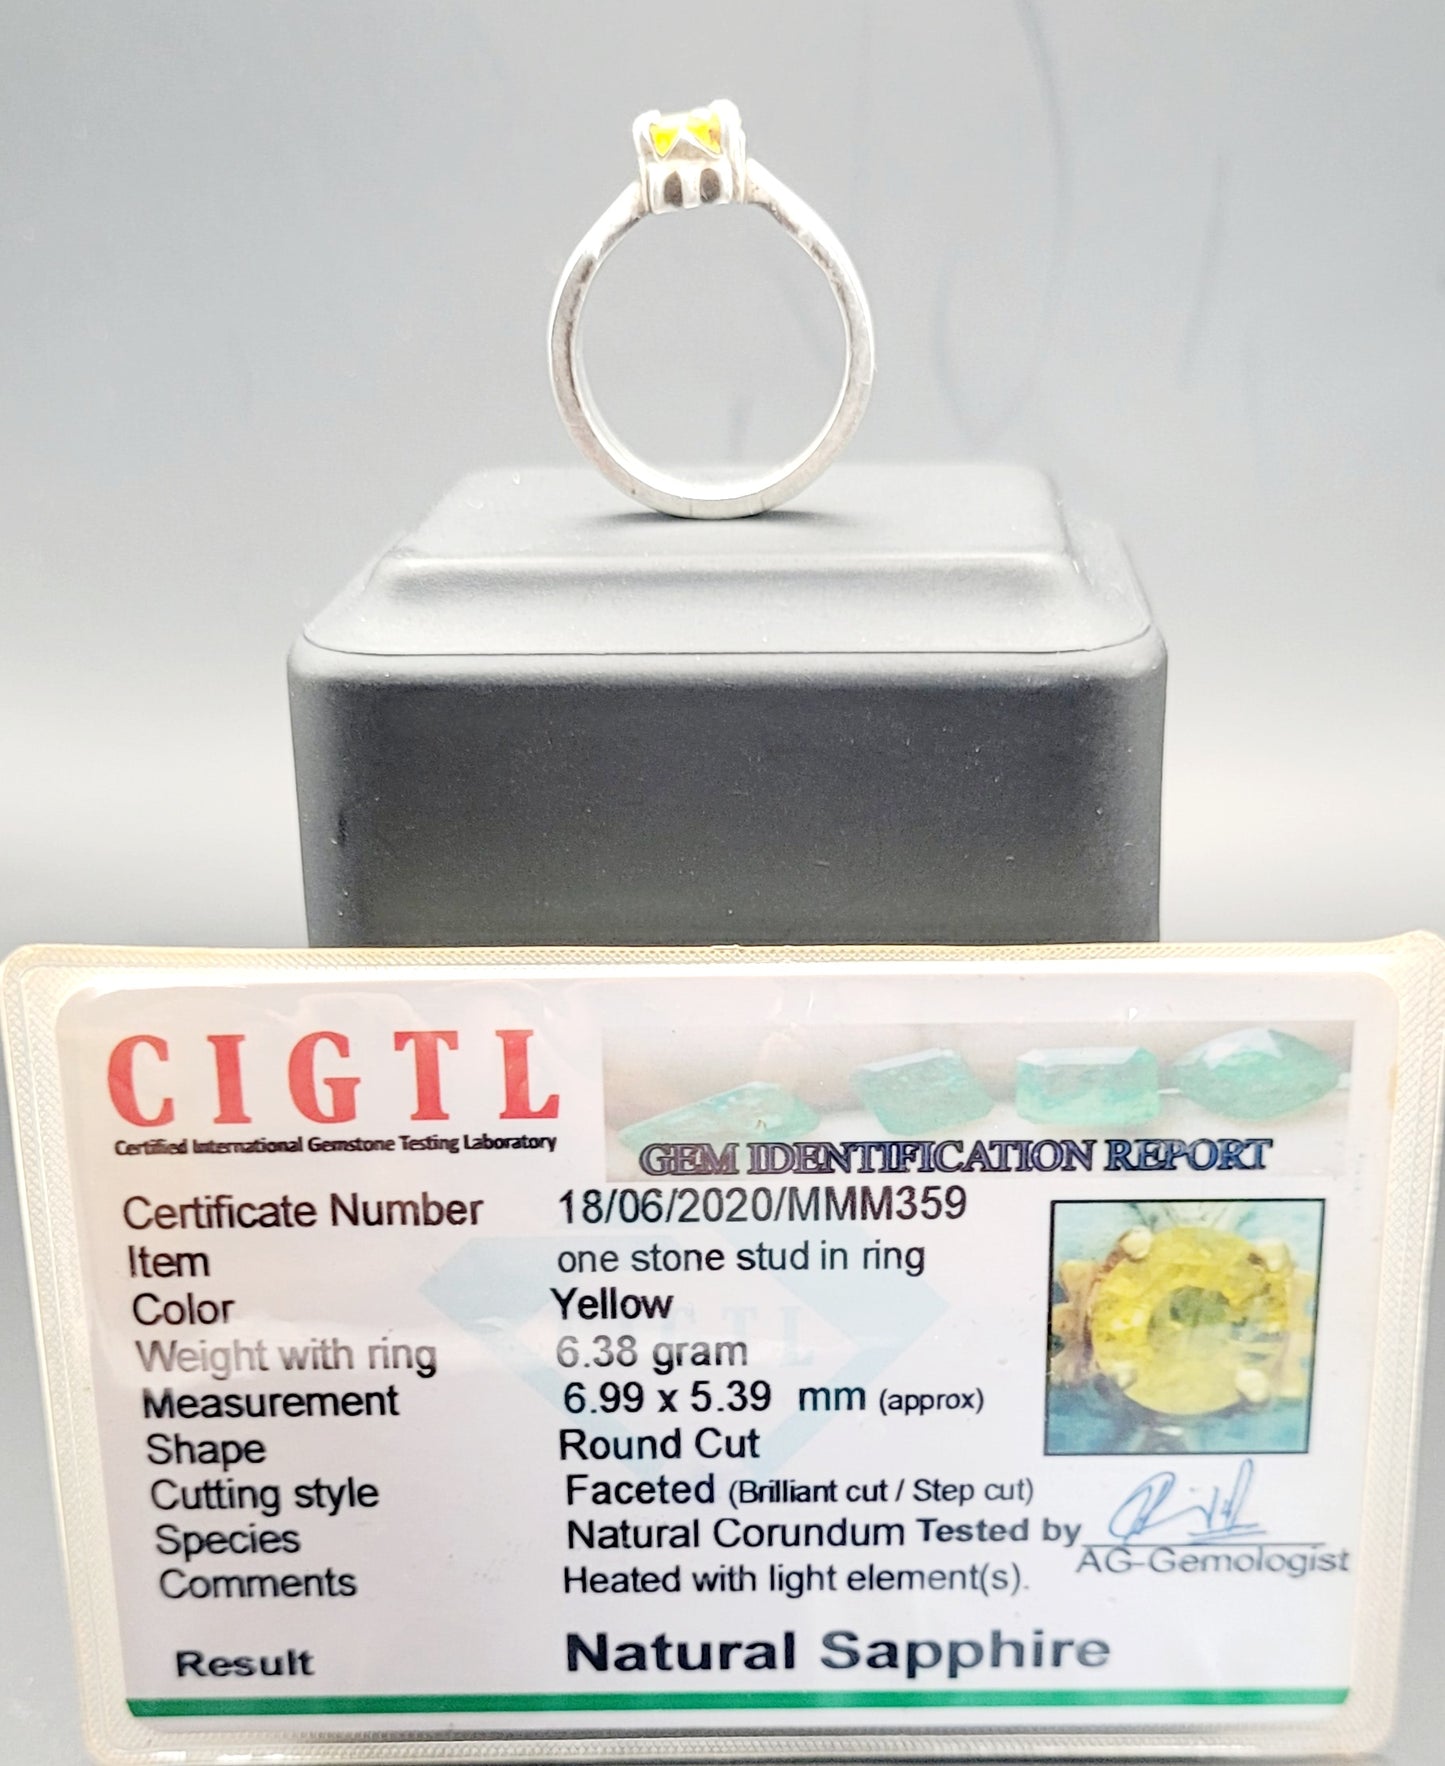 CIGTL
Certified International Gemstone Testing Laboratory
GEM IDENTIFICATION REPORT
Certificate Number 18/06/2020/MMM359
Item one stone stud in ring
Color Yellow
Weight with ring 6.38 gram
Measurement 6.99 x 5.39 mm (approx)
Shape Round Cut
Cutting style Faceted (Brilliant cut / Step cut)
Species Natural Corundum Tested by
AG-Gemologist
Comments Heated with light element(s).
Result Natural Sapphire